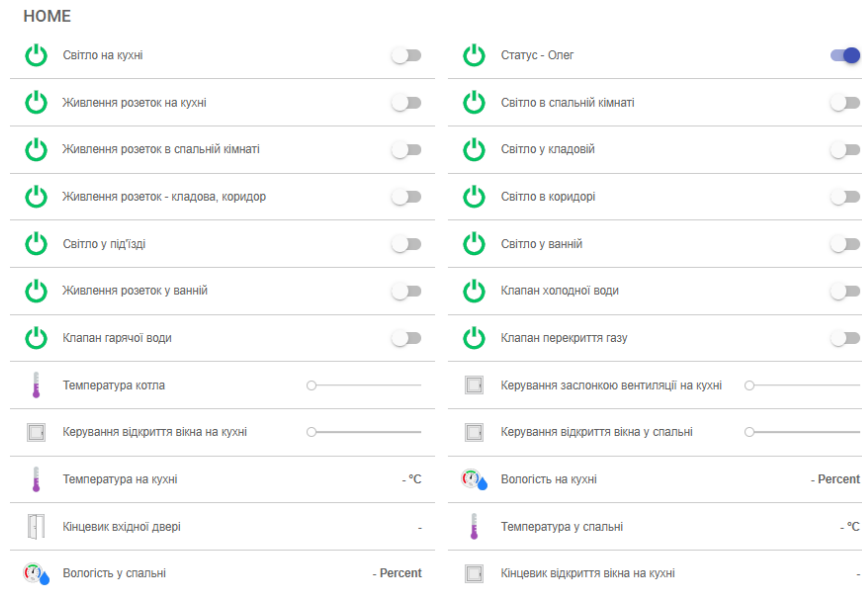 HOME
Світло на кухні
Статус - Олег
Живлення розеток на кухні
Світло в спальній кімнаті
Живлення розеток в спальній кімнаті
Світло у кладовій
Живлення розеток - кладова, коридор
Світло в коридорі
Світло у під'їзді
Світло у ванній
Живлення розеток у ванній
Клапан холодної води
Клапан гарячої води
Клапан перекриття газу
Температура котла
Керування заслонкою вентиляції на кухні
Керування відкриття вікна на кухні
Керування відкриття вікна у спальні
Температура на кухні - °C
Вологість на кухні - Percent
Кінцевик вхідної двері -
Температура у спальні - °C
Вологість у спальні - Percent
Кінцевик відкриття вікна на кухні -